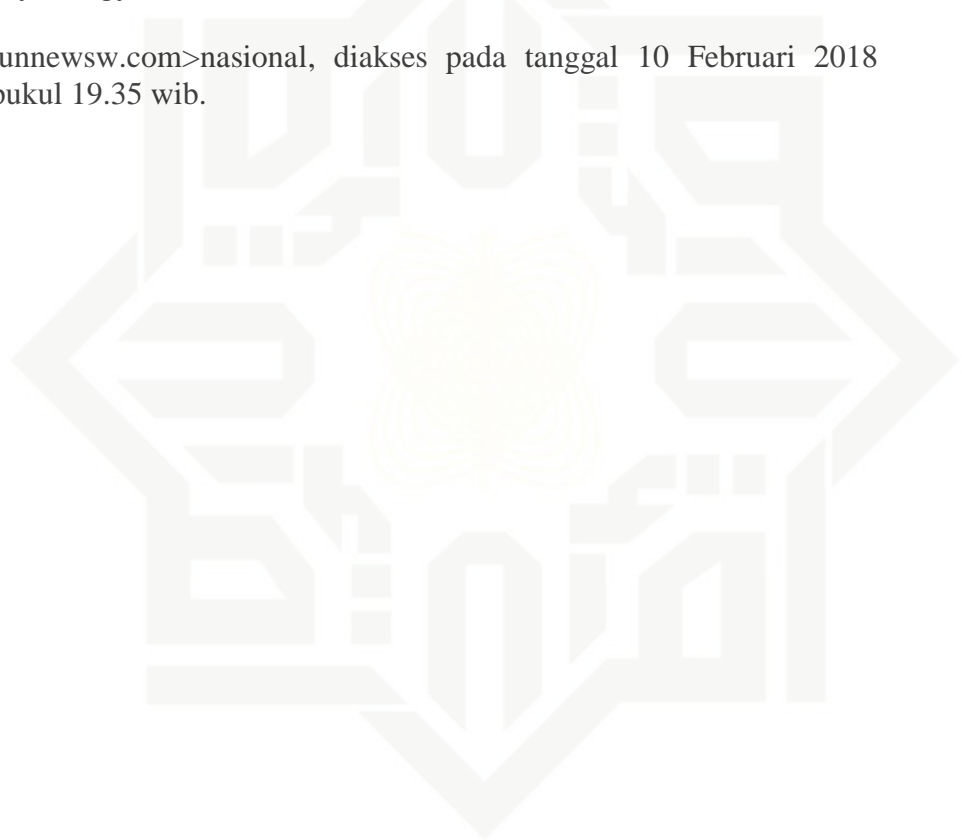 unnewsw.com>nasional, diakses pada tanggal 10 Februari 2018
pukul 19.35 wib.